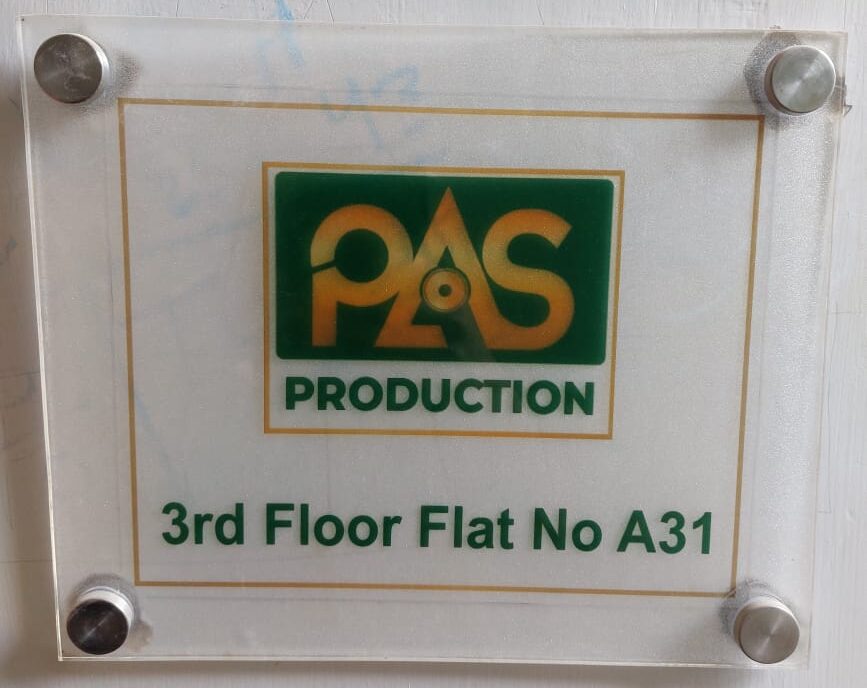 PAS
PRODUCTION
3rd Floor Flat No A31